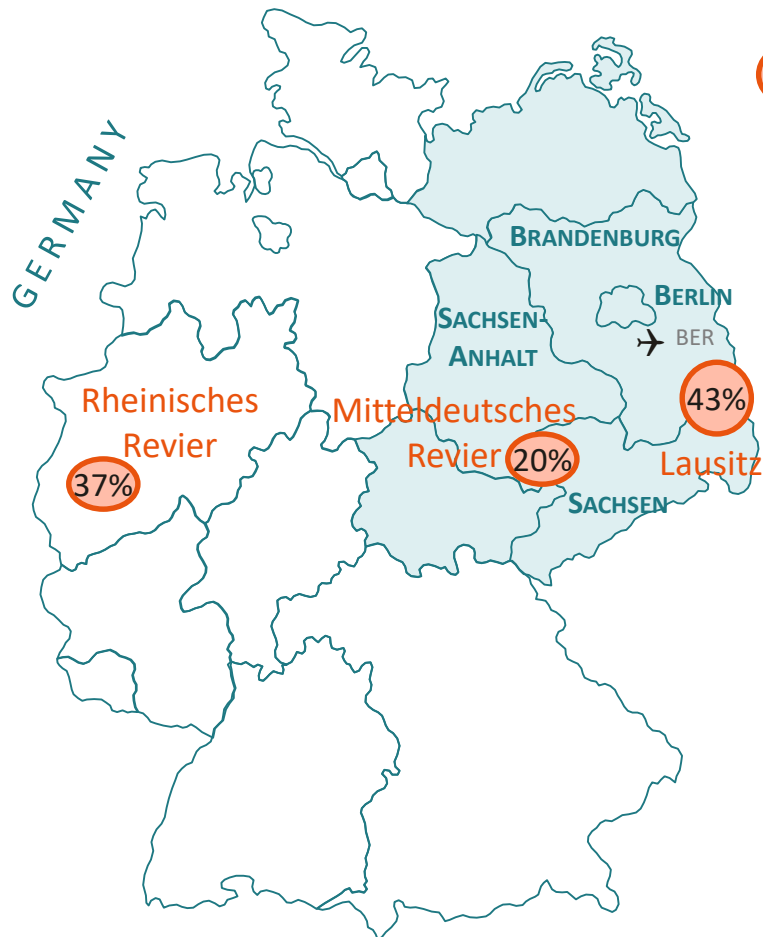 GERMANY
BRANDENBURG
BERLIN
BER
SACHSEN-
ANHALT
43%
Rheinisches
Revier
37%
Mitteldeutsches
Revier
20%
Lausitz
SACHSEN